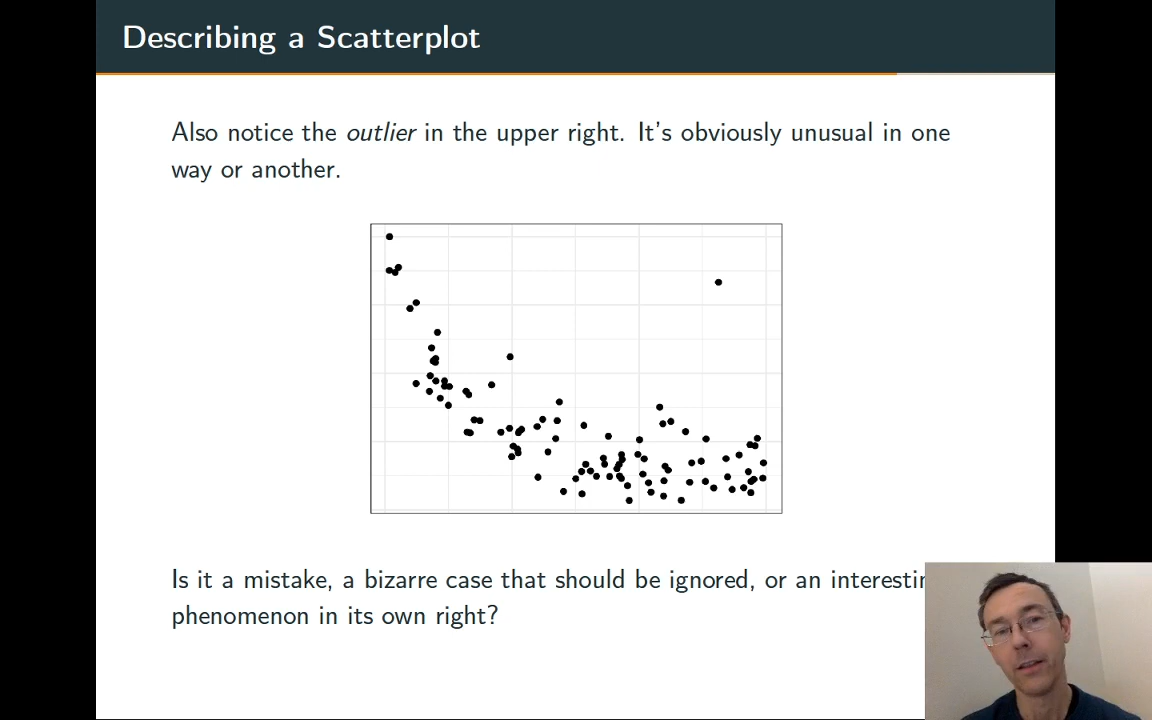 Describing a Scatterplot
Also notice the outlier in the upper right. It's obviously unusual in one
way or another.
Is it a mistake, a bizarre case that should be ignored, or an
phenomenon in its own right?